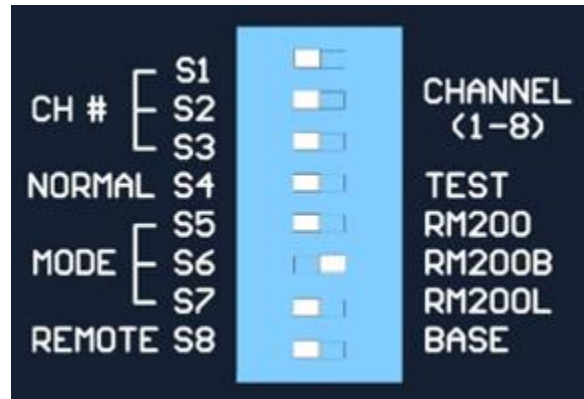 S1
CH # S2 CHANNEL
S3 (1-8)
NORMAL S4 TEST
S5 RM200
MODE S6 RM200B
S7 RM200L
REMOTE S8 BASE